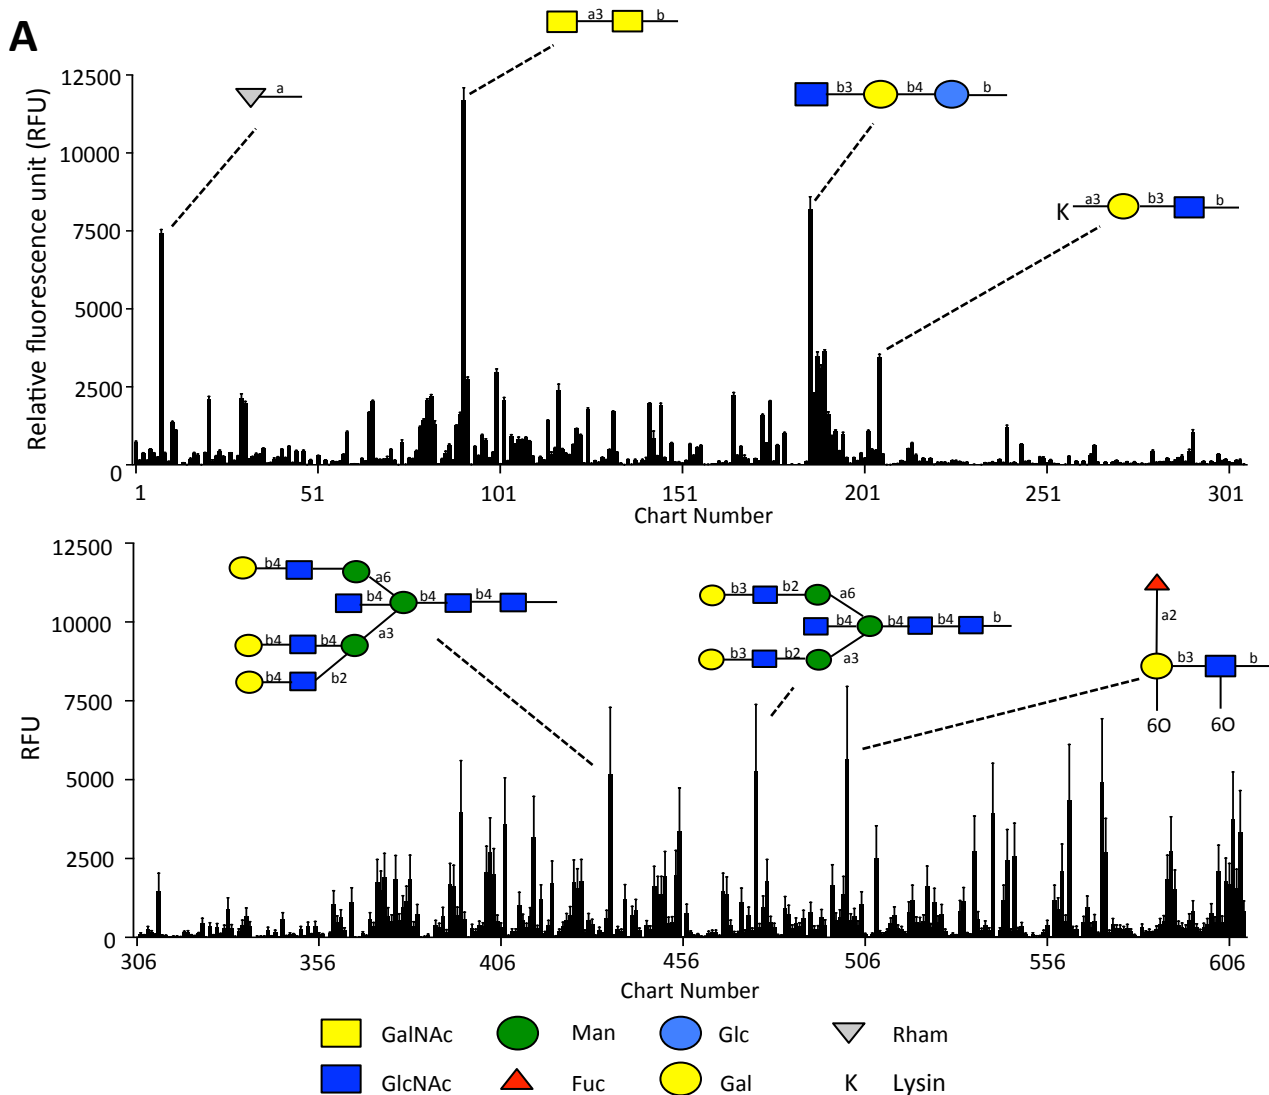 A
a3 b
12500
a
b3 b4 b
10000
a3 b3 b
K
7500
5000
2500
0
Relative fluorescence unit (RFU)
1 51 101 151 201 251 301
Chart Number
12500
b4 a6
b4 b4 b4
b4 b4 a3
b4 b2
b3 b2 a6
b4 b4 b4 b
b3 b2 a3
a2
b3 b
6O 6O
10000
7500
5000
2500
0
RFU
306 356 406 456 506 556 606
Chart Number
GalNAc Man Glc Rham
GlcNAc Fuc Gal K Lysin